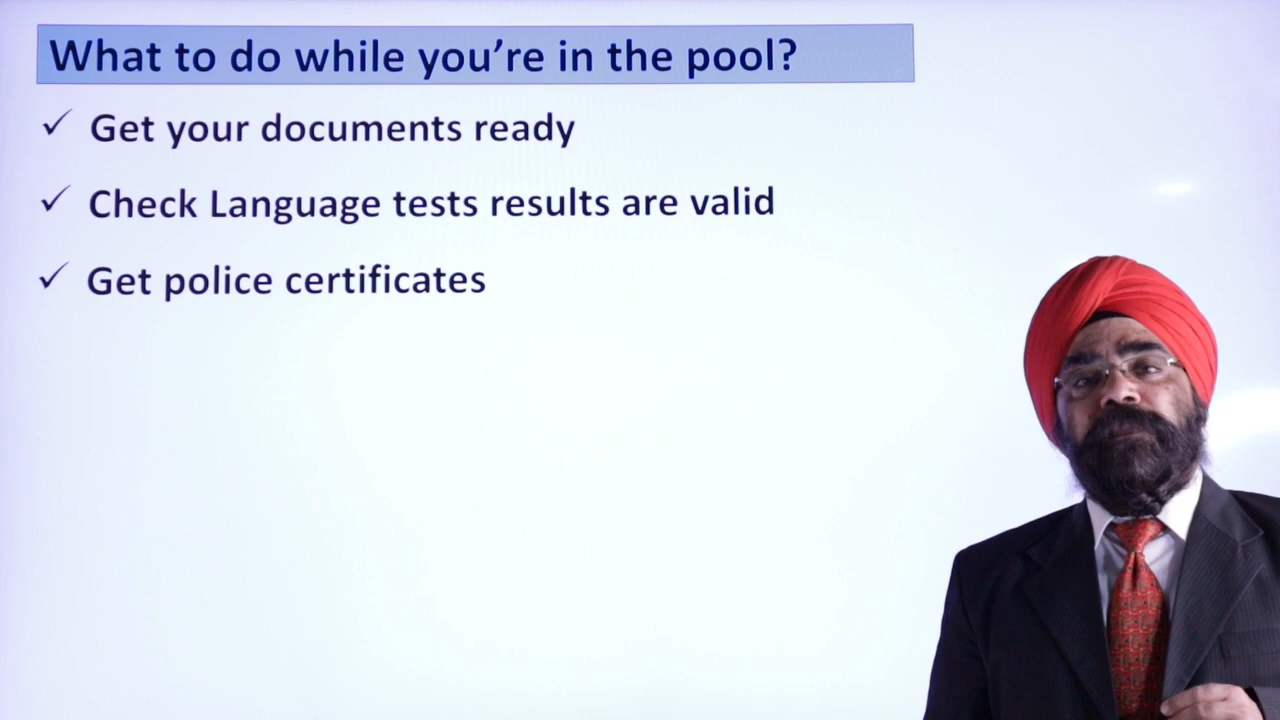 What to do while you're in the pool?
✓ Get your documents ready
✓ Check Language tests results are valid
✓ Get police certificates